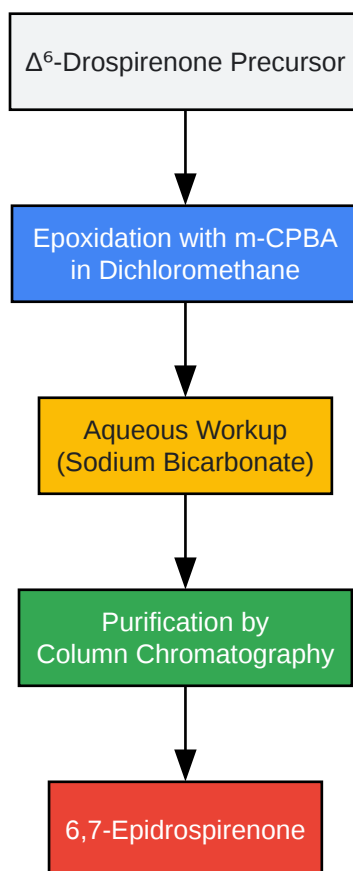 Δ⁶-Drospirenone Precursor
Epoxidation with m-CPBA
in Dichloromethane
Aqueous Workup
(Sodium Bicarbonate)
Purification by
Column Chromatography
6,7-Epidrospirenone